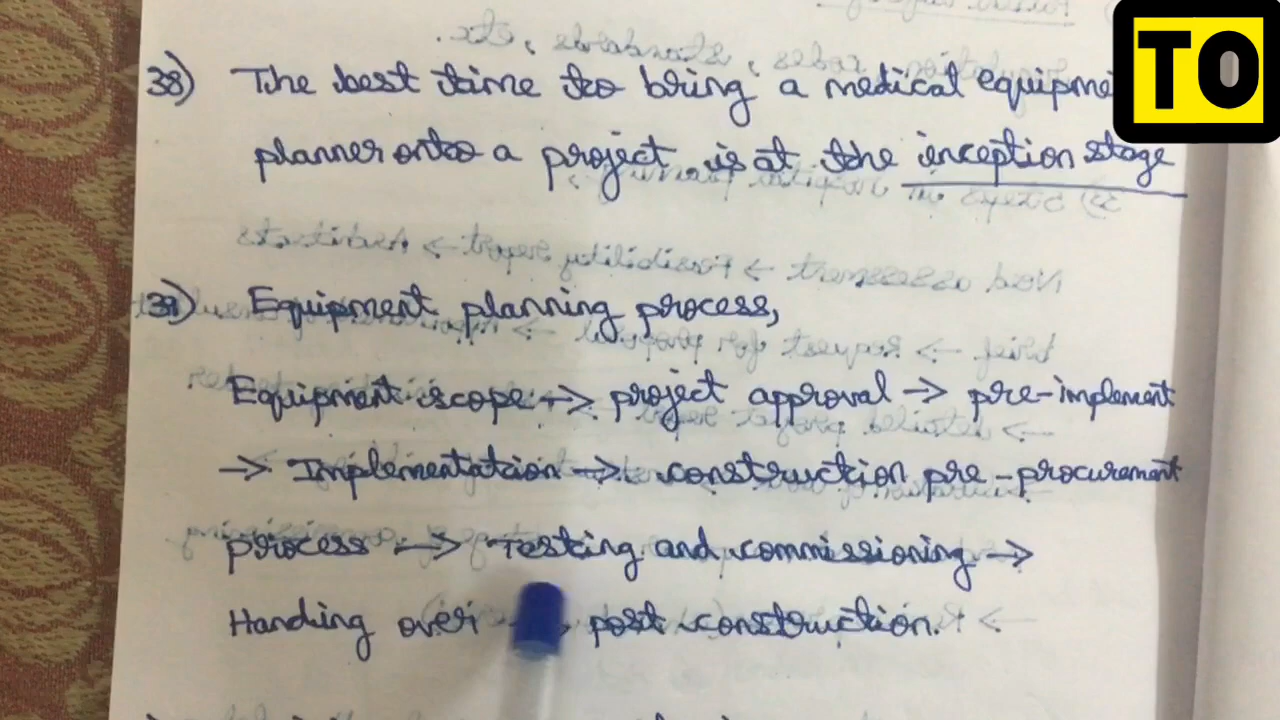 TO
38) The best time to bring a medical equipme
planner onto a project is at the inception stage
39) Equipment planning process,
Equipment scope → project approval → pre-implement
→ Implementation → construction pre-procurement
process → Testing and commissioning →
Handing over → post construction.